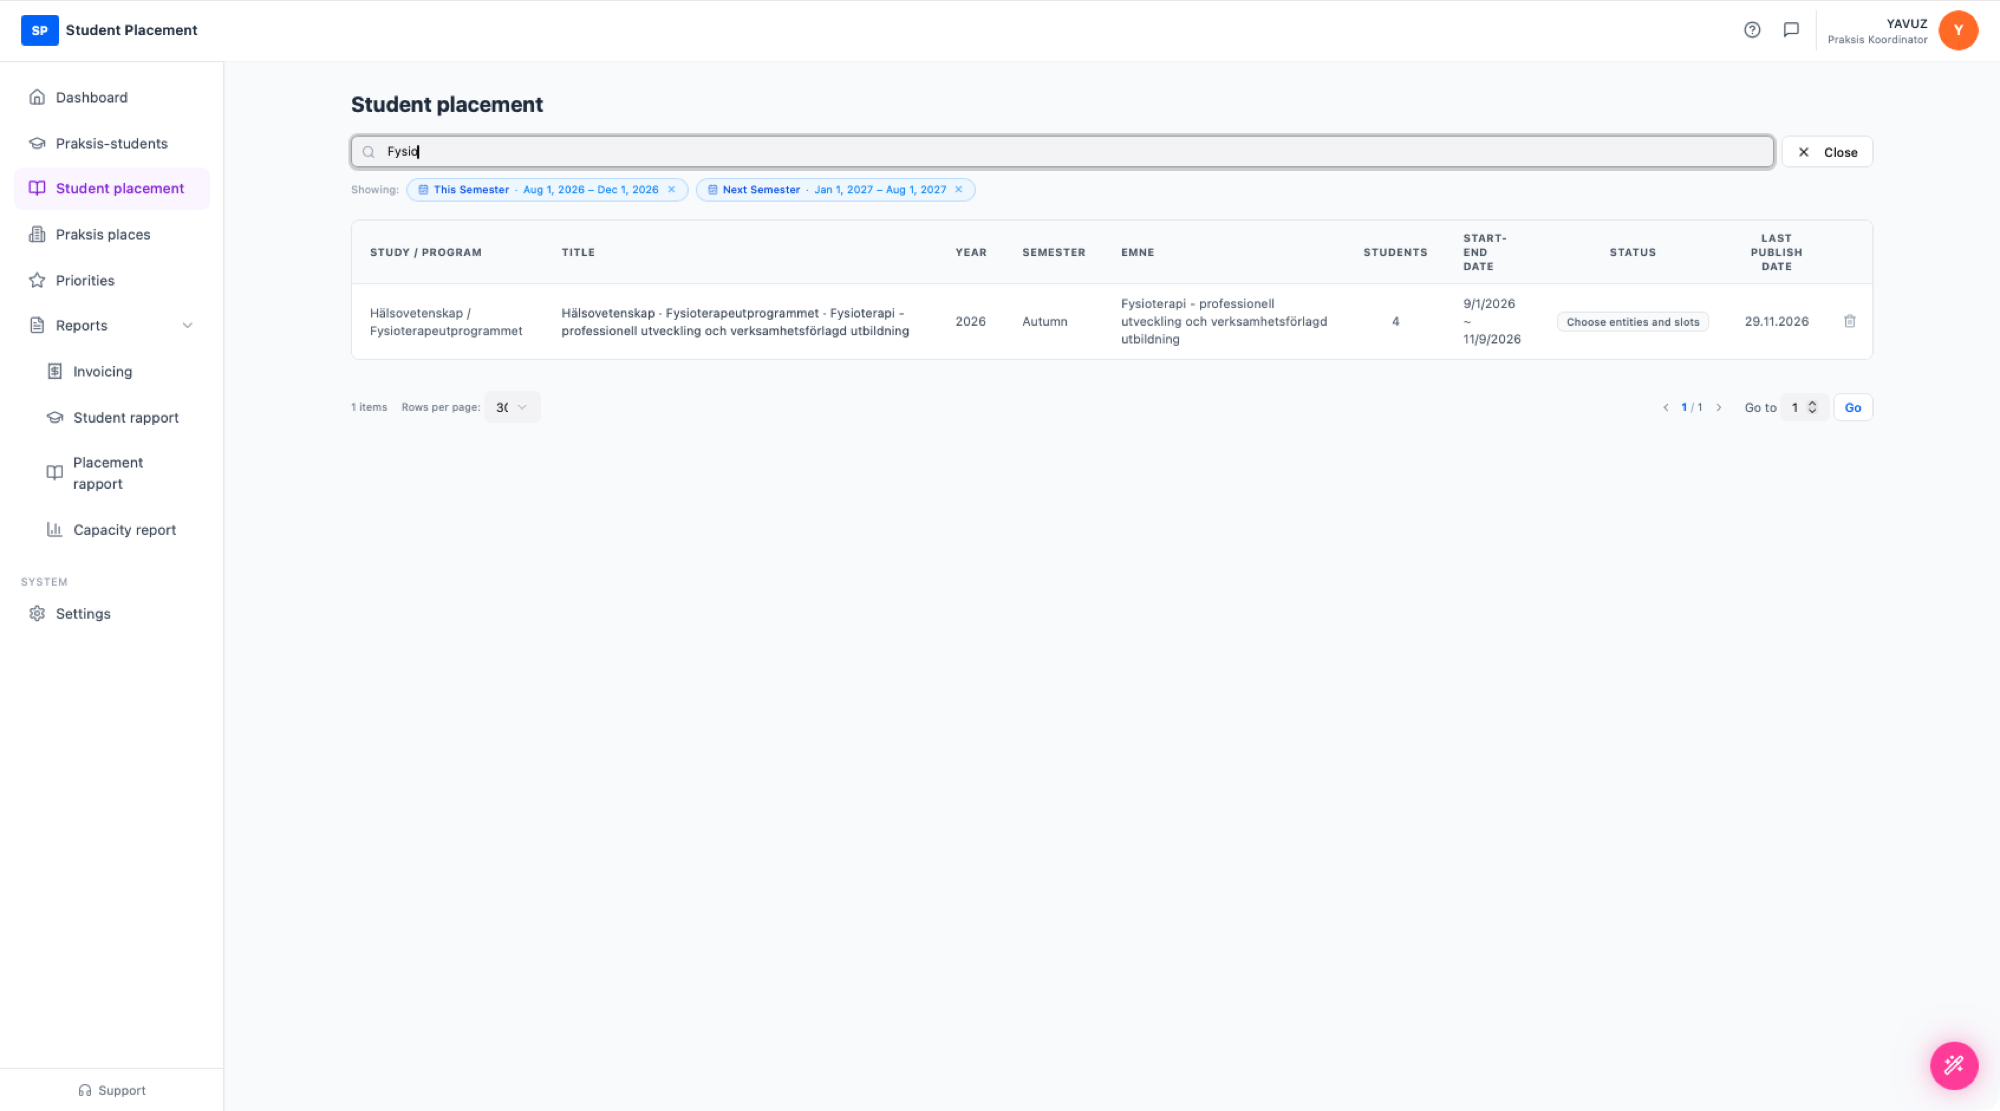 SP Student Placement
YAVUZ
Praksis Koordinator
Y
Dashboard
Praksis-students
Student placement
Praksis places
Priorities
Reports
Invoicing
Student rapport
Placement
rapport
Capacity report
SYSTEM
Settings
Support
Student placement
Fysio
Close
Showing: This Semester · Aug 1, 2026 – Dec 1, 2026 Next Semester · Jan 1, 2027 – Aug 1, 2027
STUDY / PROGRAM
TITLE
YEAR
SEMESTER
EMNE
STUDENTS
START-
END
DATE
STATUS
LAST
PUBLISH
DATE
Hälsovetenskap /
Fysioterapeutprogrammet
Hälsovetenskap · Fysioterapeutprogrammet · Fysioterapi -
professionell utveckling och verksamhetsförlagd utbildning
2026
Autumn
Fysioterapi - professionell
utveckling och verksamhetsförlagd
utbildning
4
9/1/2026
~
11/9/2026
Choose entities and slots
29.11.2026
1 items Rows per page: 30
1 / 1 Go to 1 Go